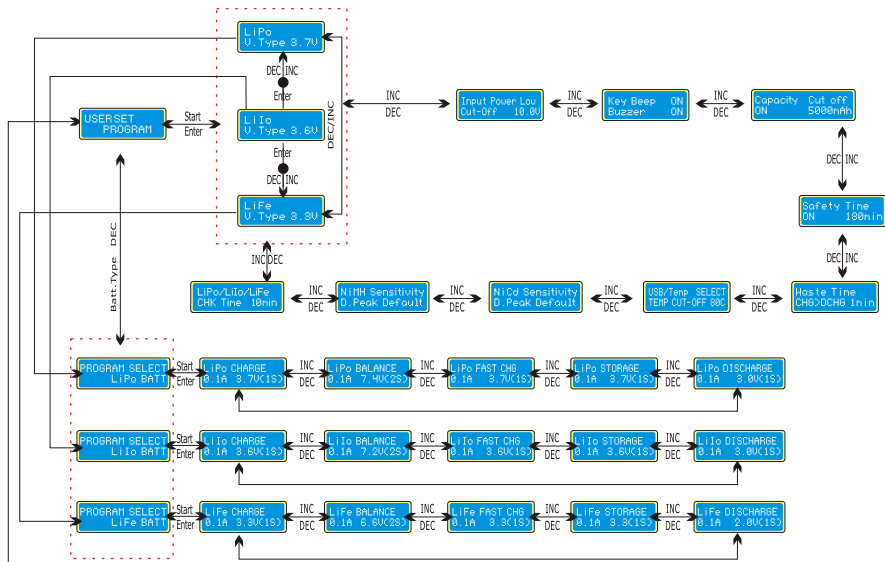 LiPo
V.Type 3.7V
DEC INC
Enter
LiIo
V.Type 3.6V
Enter
DEC INC
LiFe
V.Type 3.3V
DEC/INC
USERSET
PROGRAM
Start
Enter
INC
DEC
Input Power Lou
Cut-Off 10.0V
INC
DEC
Key Beep ON
Buzzer ON
INC
DEC
Capacity Cut off
ON 5000mAh
DEC INC
Safety Time
ON 180min
DEC INC
Waste Time
CHG>DCHG 1min
INC
DEC
USB/Temp SELECT
TEMP CUT-OFF 80C
INC
DEC
NiCd Sensitivity
D.Peak Default
INC
DEC
NiMH Sensitivity
D.Peak Default
INC
DEC
LiPo/LiIo/LiFe
CHK Time 10min
INC DEC
Batt.Type DEC
PROGRAM SELECT
LiPo BATT
Start
Enter
LiPo CHARGE
0.1A 3.7V(1S)
INC
DEC
LiPo BALANCE
0.1A 7.4V(2S)
INC
DEC
LiPo FAST CHG
0.1A 3.7V(1S)
INC
DEC
LiPo STORAGE
0.1A 3.7V(1S)
INC
DEC
LiPo DISCHARGE
0.1A 3.0V(1S)
PROGRAM SELECT
LiIo BATT
Start
Enter
LiIo CHARGE
0.1A 3.6V(1S)
INC
DEC
LiIo BALANCE
0.1A 7.2V(2S)
INC
DEC
LiIo FAST CHG
0.1A 3.6V(1S)
INC
DEC
LiIo STORAGE
0.1A 3.6V(1S)
INC
DEC
LiIo DISCHARGE
0.1A 3.0V(1S)
PROGRAM SELECT
LiFe BATT
Start
Enter
LiFe CHARGE
0.1A 3.3V(1S)
INC
DEC
LiFe BALANCE
0.1A 6.6V(2S)
INC
DEC
LiFe FAST CHG
0.1A 3.3(1S)
INC
DEC
LiFe STORAGE
0.1A 3.3(1S)
INC
DEC
LiFe DISCHARGE
0.1A 2.0V(1S)